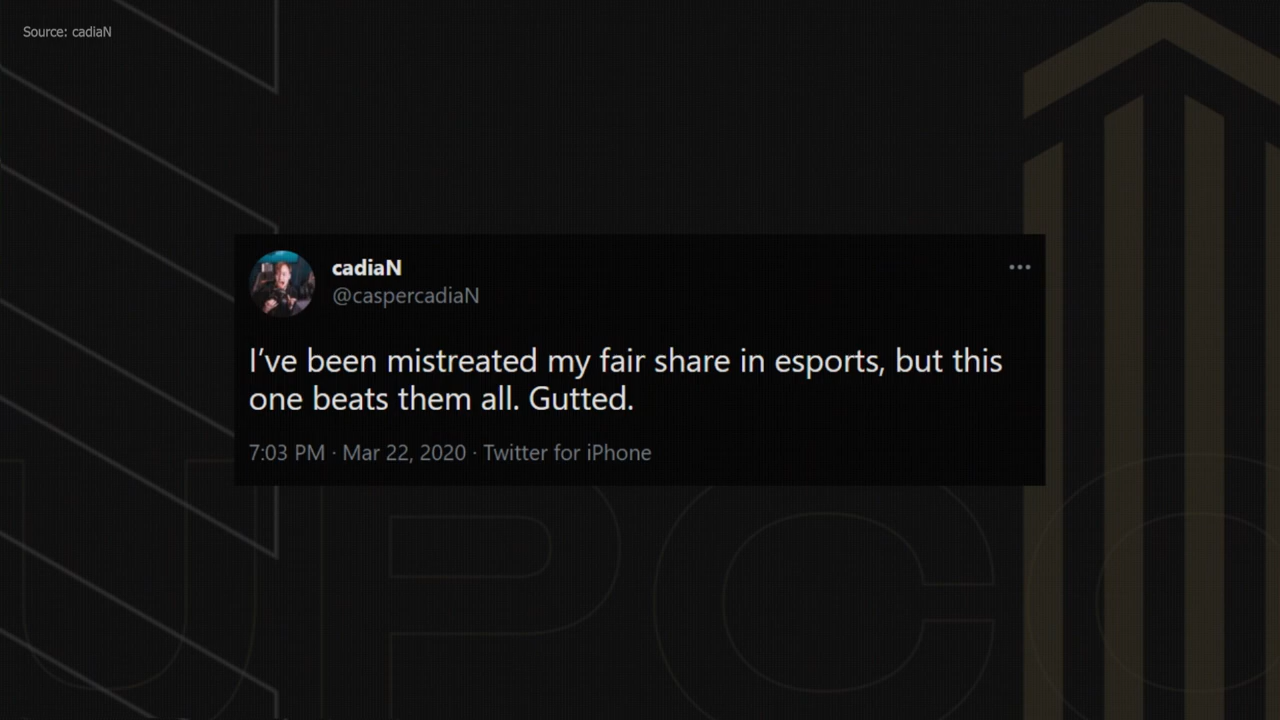 Source: cadiaN
cadiaN
@caspercadiaN
I’ve been mistreated my fair share in esports, but this
one beats them all. Gutted.
7:03 PM · Mar 22, 2020 · Twitter for iPhone
UPCO